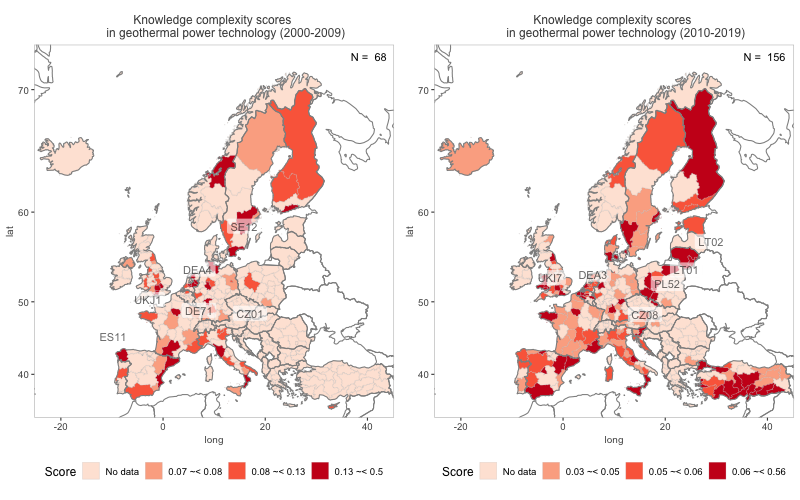 Knowledge complexity scores
in geothermal power technology (2000-2009)
N = 68
70
60
50
40
lat
SE12
DEA4
UKJ1
DE71
CZ01
ES11
-20
0
20
40
long
Score
No data
0.07 ~< 0.08
0.08 ~< 0.13
0.13 ~< 0.5
Knowledge complexity scores
in geothermal power technology (2010-2019)
N = 156
70
60
50
40
lat
LT02
LT01
UKI7
DEA3
PL52
CZ08
-20
0
20
40
long
Score
No data
0.03 ~< 0.05
0.05 ~< 0.06
0.06 ~< 0.56